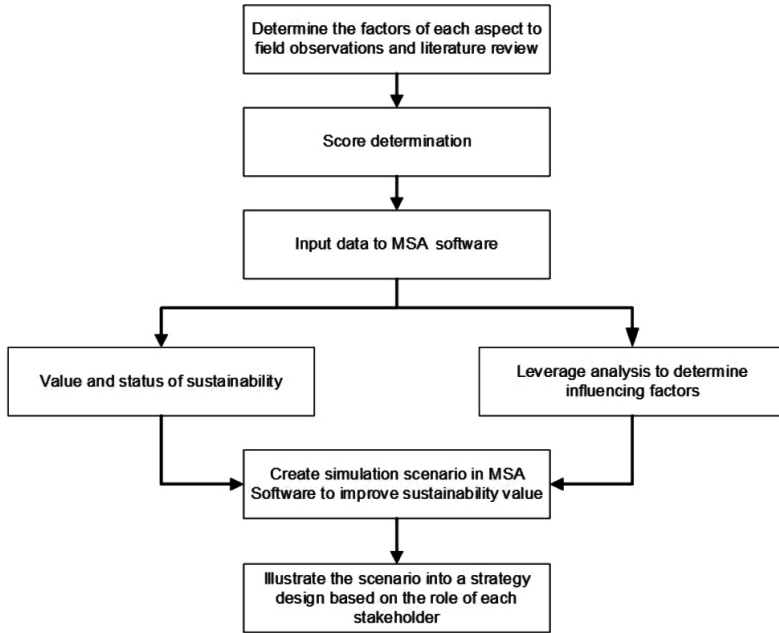 Determine the factors of each aspect to
field observations and literature review
Score determination
Input data to MSA software
Value and status of sustainability
Leverage analysis to determine
influencing factors
Create simulation scenario in MSA
Software to improve sustainability value
Illustrate the scenario into a strategy
design based on the role of each
stakeholder